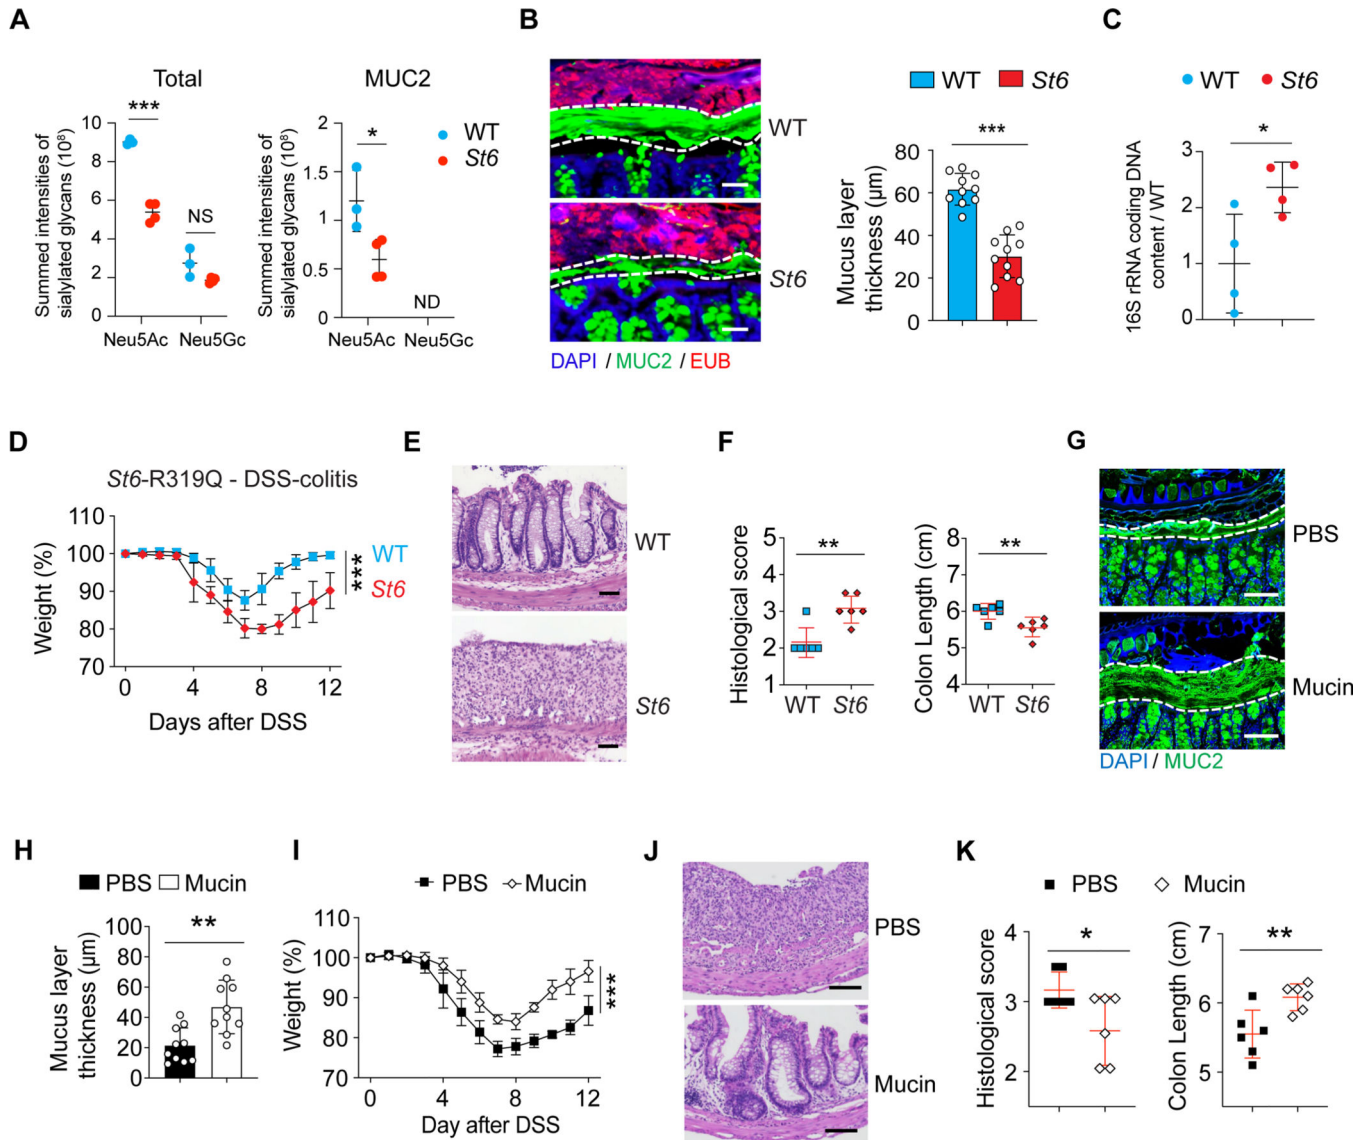 A
Total
MUC2
Summed intensities of
sialylated glycans (10⁸)
10
8
6
4
2
0
***
NS
Neu5Ac Neu5Gc
Summed intensities of
sialylated glycans (10⁸)
2
1.5
1
0.5
0
*
ND
Neu5Ac Neu5Gc
WT
St6
B
WT
St6
DAPI / MUC2 / EUB
WT St6
***
Mucus layer
thickness (µm)
80
60
40
20
0
C
WT St6
*
16S rRNA coding DNA
content / WT
3
2
1
0
D
St6-R319Q - DSS-colitis
Weight (%)
110
100
90
80
70
WT
St6
***
0 4 8 12
Days after DSS
E
WT
St6
F
Histological score
5
4
3
2
1
**
WT St6
Colon Length (cm)
8
7
6
5
4
**
WT St6
G
PBS
Mucin
DAPI / MUC2
H
PBS Mucin
**
Mucus layer
thickness (µm)
100
80
60
40
20
0
I
PBS Mucin
Weight (%)
110
100
90
80
70
***
0 4 8 12
Day after DSS
J
PBS
Mucin
K
PBS Mucin
Histological score
4
3
2
*
Colon Length (cm)
7
6
5
**